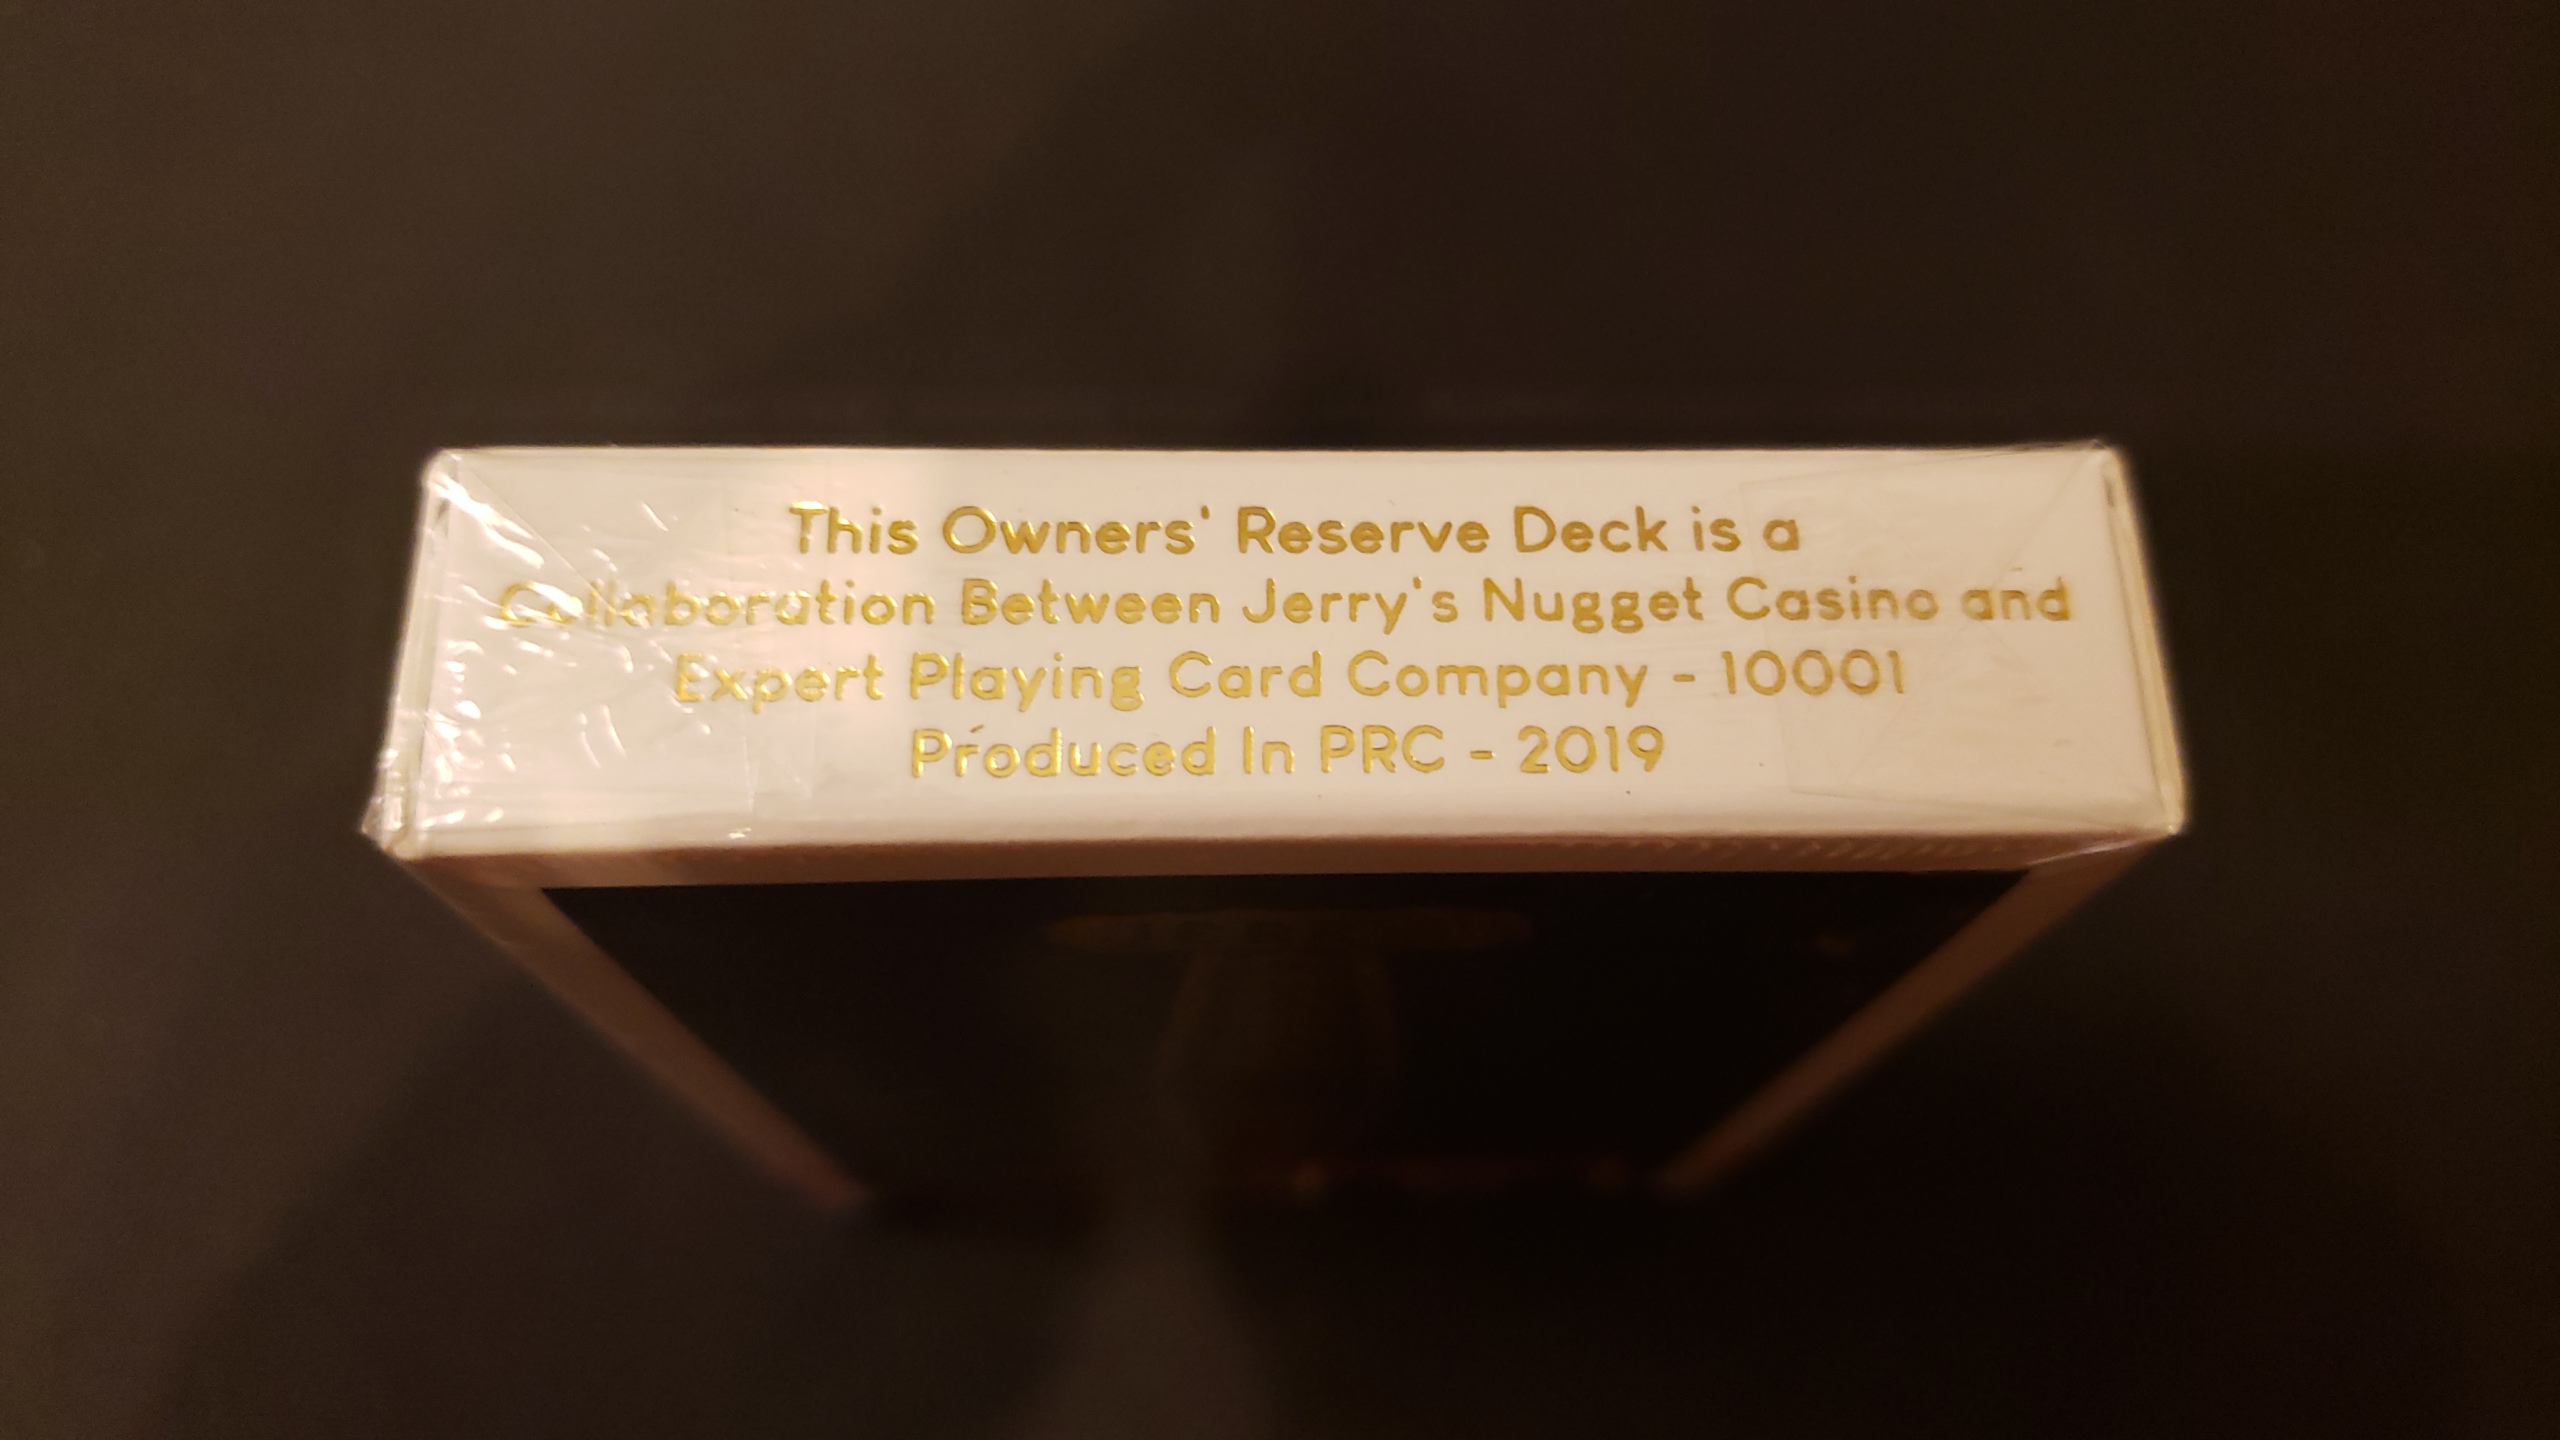 This Owners' Reserve Deck is a
Collaboration Between Jerry's Nugget Casino and
Expert Playing Card Company - 10001
Produced In PRC - 2019